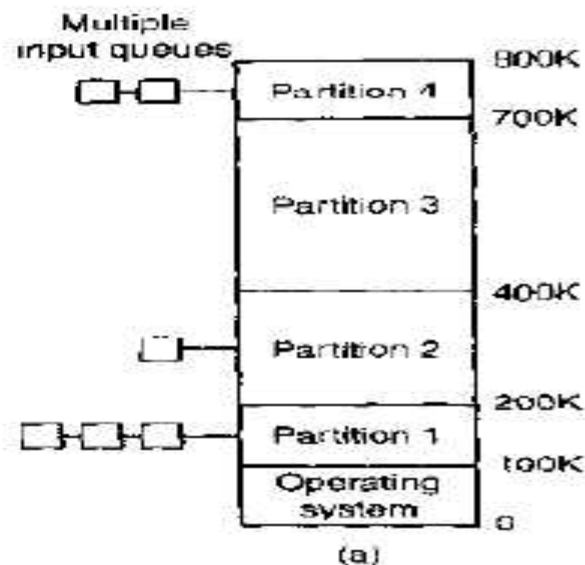 Multiple
input queues
800K
Partition 4
700K
Partition 3
400K
Partition 2
200K
Partition 1
100K
Operating
system
0
(a)